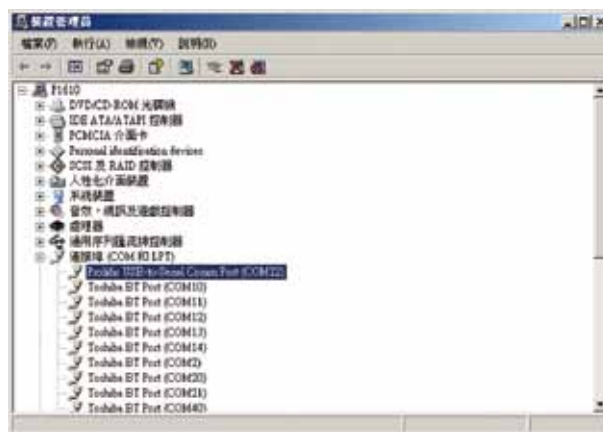 裝置管理員
檔案(F) 執行(A) 檢視(V) 說明(H)
P1610
DVD/CD-ROM 光碟機
IDE ATA/ATAPI 控制器
PCMCIA 介面卡
Personal identification devices
SCSI 及 RAID 控制器
人性化介面裝置
系統裝置
音效，視訊及遊戲控制器
處理器
通用序列匯流排控制器
連接埠 (COM 和 LPT)
Prolific USB-to-Serial Comm Port (COM22)
Toshiba BT Port (COM10)
Toshiba BT Port (COM11)
Toshiba BT Port (COM12)
Toshiba BT Port (COM13)
Toshiba BT Port (COM14)
Toshiba BT Port (COM2)
Toshiba BT Port (COM20)
Toshiba BT Port (COM21)
Toshiba BT Port (COM40)